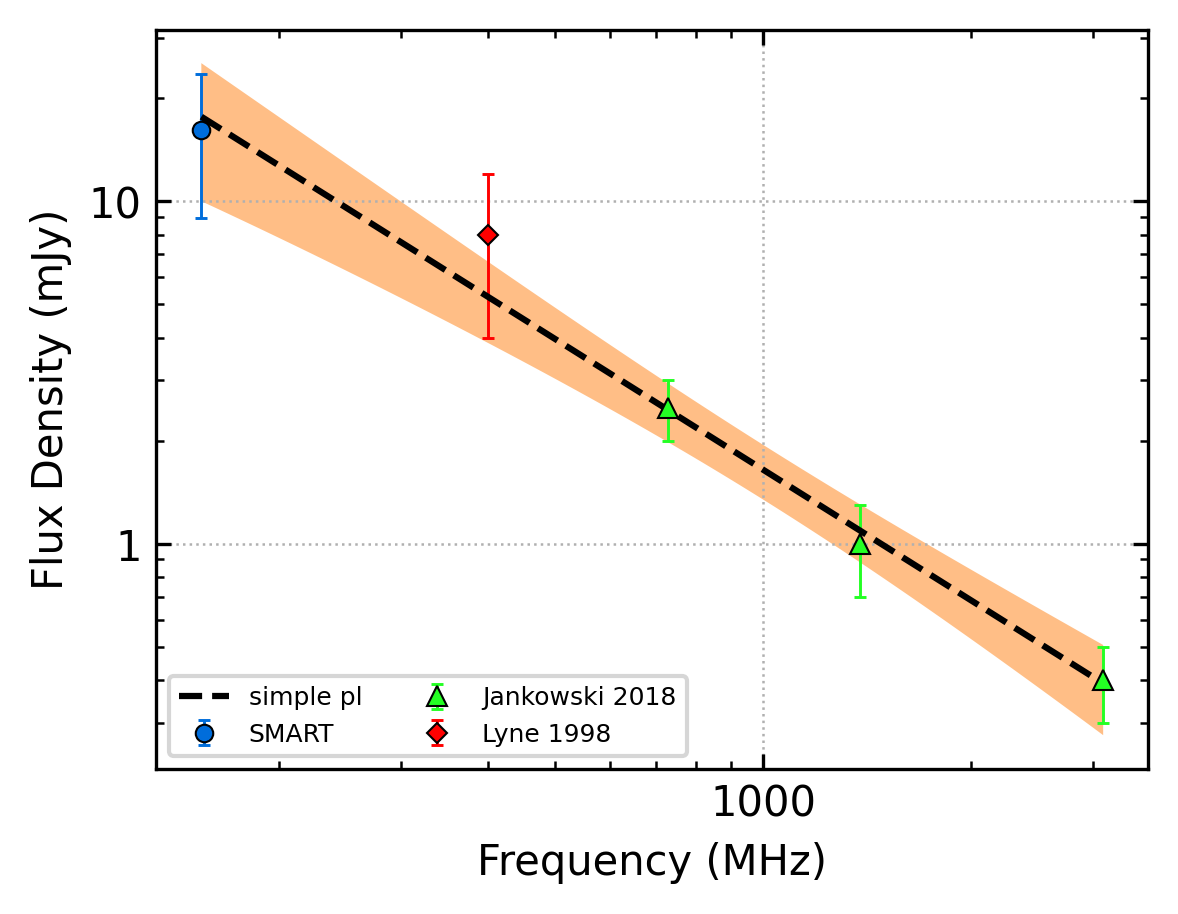 Flux Density (mJy)
10
1
simple pl
SMART
Jankowski 2018
Lyne 1998
1000
Frequency (MHz)